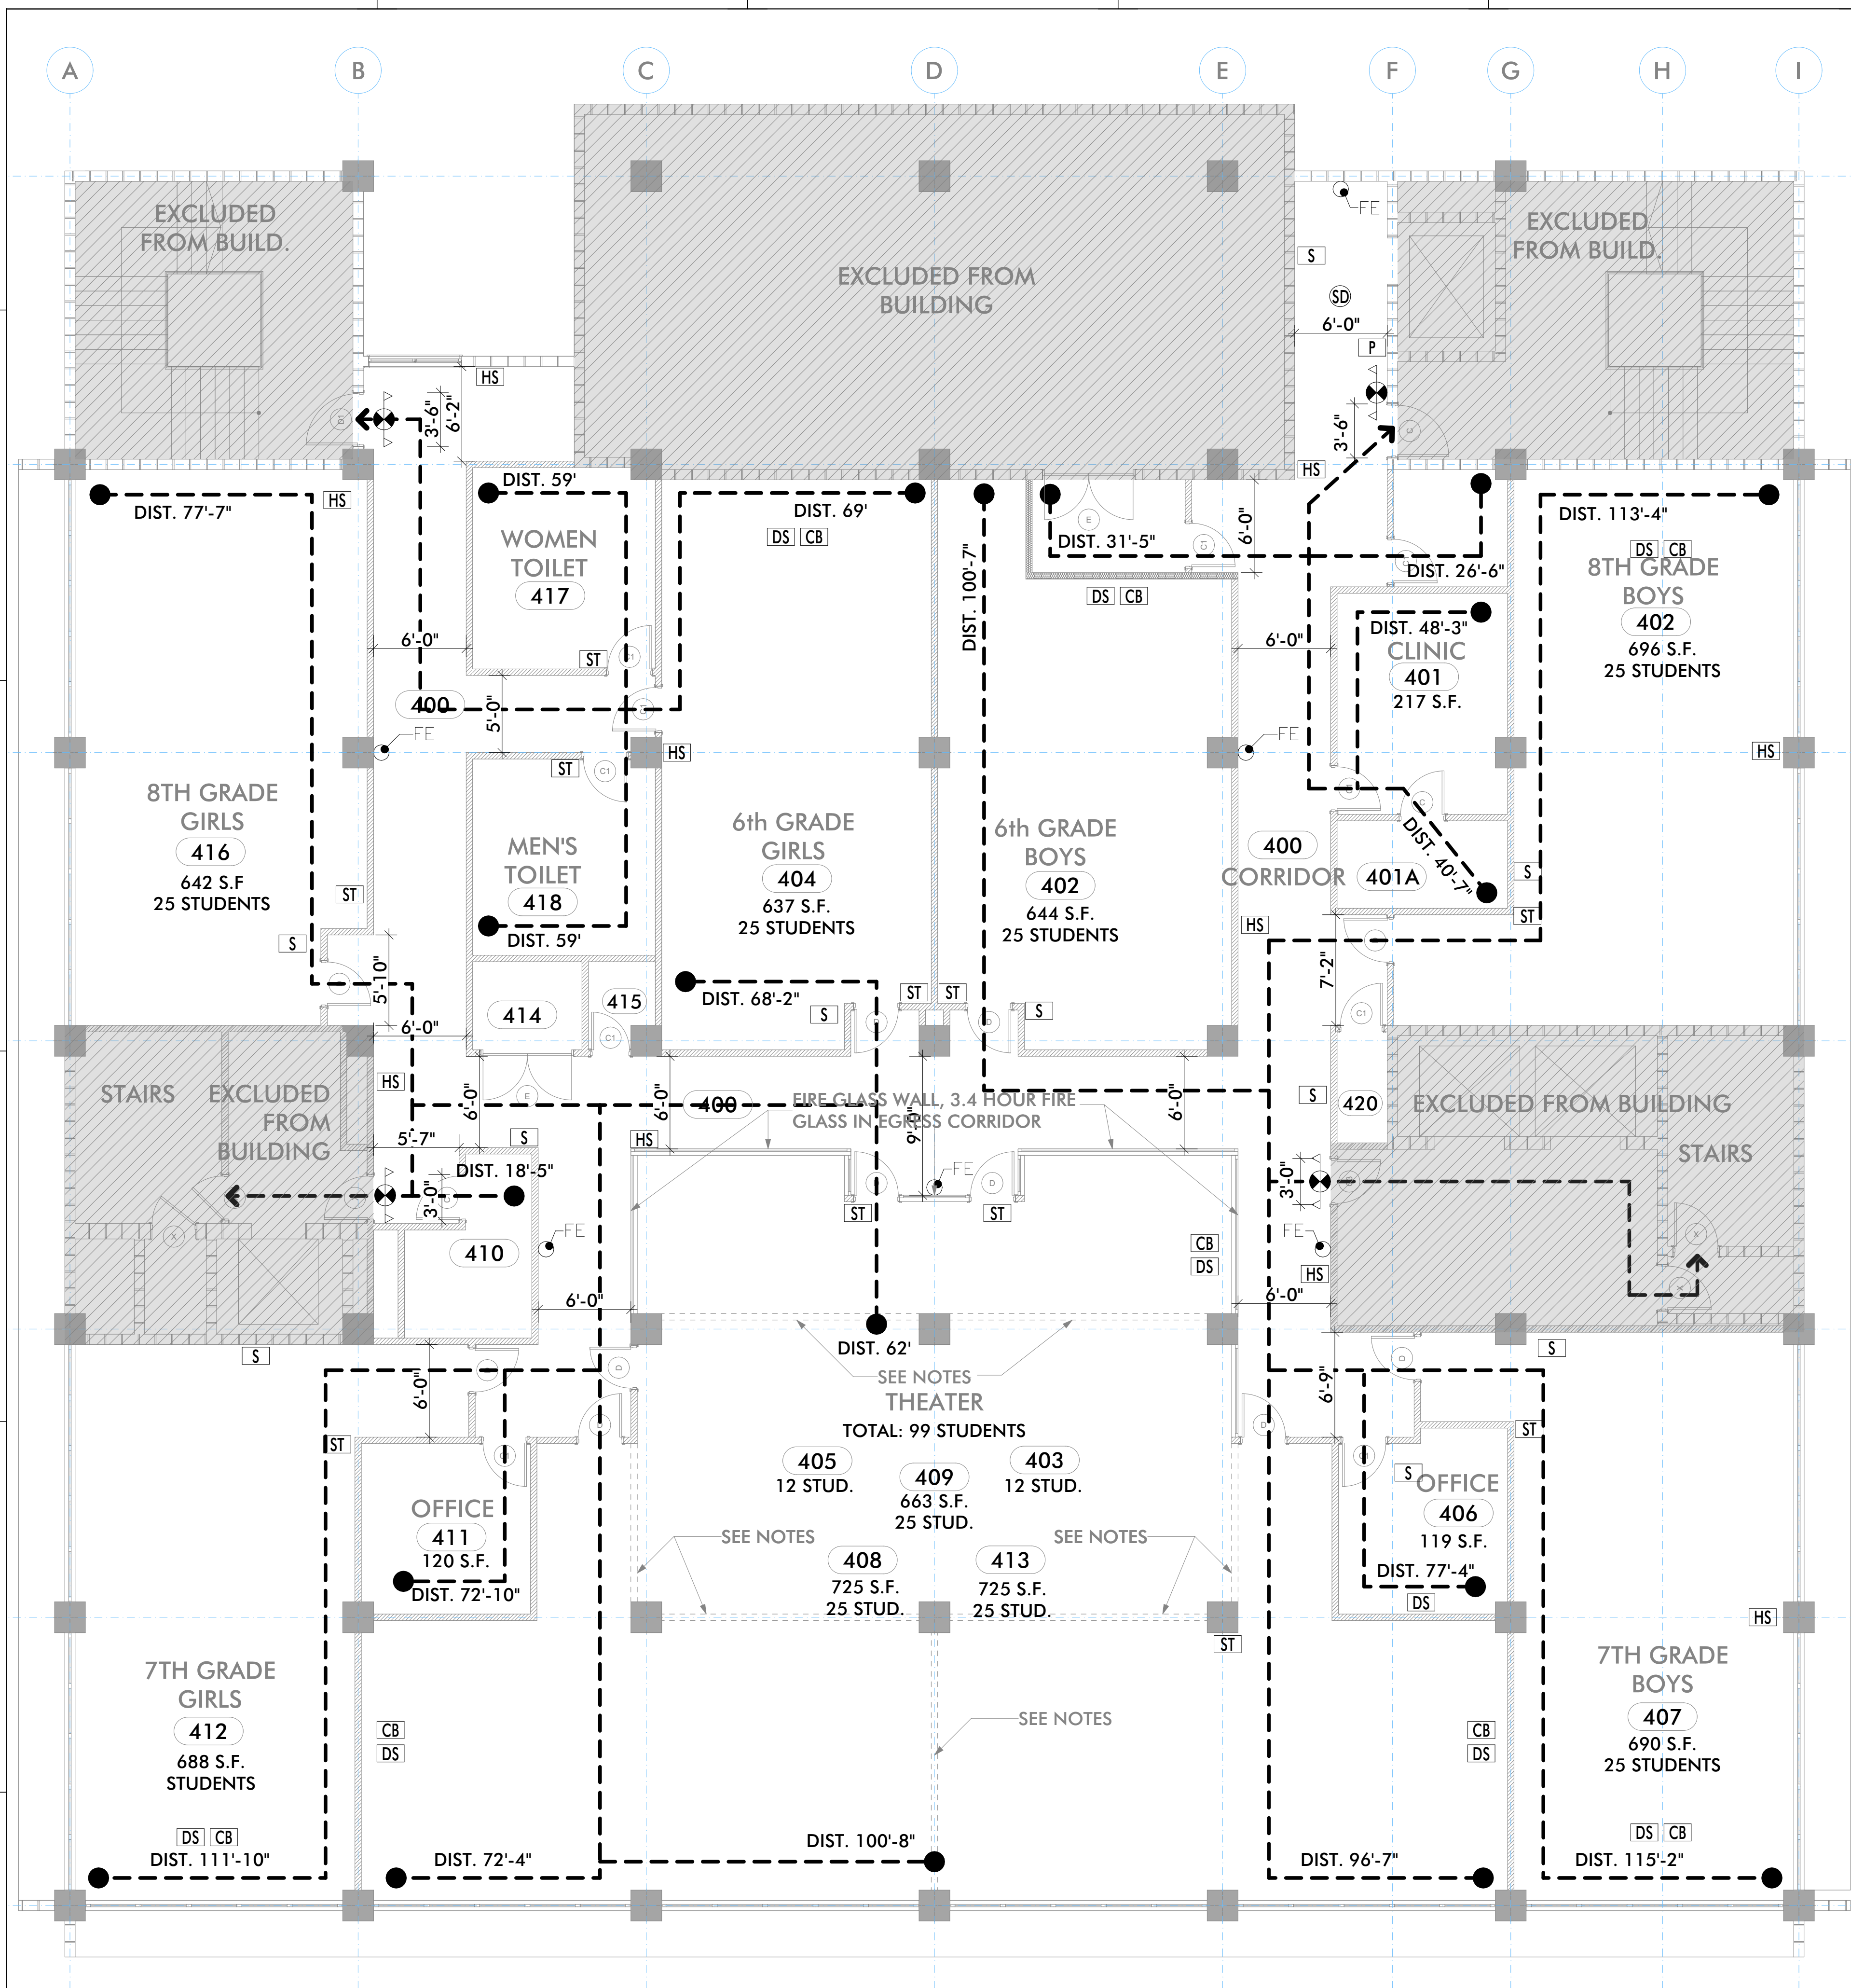 A B C D E F G H I
EXCLUDED
FROM BUILD.
EXCLUDED FROM
BUILDING
EXCLUDED
FROM BUILD.
FE
S
SD
6'-0"
P
HS
3'-6"
6'-2"
D1
3'-6"
C
HS
DIST. 77'-7"
HS
DIST. 59'
WOMEN
TOILET
417
ST
C1
DIST. 69'
DS CB
DIST. 100'-7"
E
DIST. 31'-5"
C1
6'-0"
DS CB
DIST. 26'-6"
DIST. 113'-4"
DS CB
8TH GRADE
BOYS
402
696 S.F.
25 STUDENTS
6'-0"
6'-0"
DIST. 48'-3"
CLINIC
401
217 S.F.
400
5'-0"
C1
FE
ST
C1
HS
FE
HS
D
C
8TH GRADE
GIRLS
416
642 S.F
25 STUDENTS
MEN'S
TOILET
418
DIST. 59'
6th GRADE
GIRLS
404
637 S.F.
25 STUDENTS
6th GRADE
BOYS
402
644 S.F.
25 STUDENTS
400
CORRIDOR
401A
DIST. 40'-7"
S
ST
ST
S
HS
5'-10"
7'-2"
DIST. 68'-2"
S
ST
ST
S
D
6'-0"
414
415
C1
C1
STAIRS
EXCLUDED
FROM
BUILDING
HS
E
6'-0"
6'-0"
400
FIRE GLASS WALL, 3.4 HOUR FIRE
GLASS IN EGRESS CORRIDOR
9'-0"
6'-0"
S
420
EXCLUDED FROM BUILDING
STAIRS
5'-7"
S
HS
DIST. 18'-5"
3'-0"
410
FE
FE
D
ST
ST
3'-0"
X
CB
DS
FE
HS
X
X
6'-0"
6'-0"
S
DIST. 62'
SEE NOTES
THEATER
TOTAL: 99 STUDENTS
S
D
D
6'-0"
6'-9"
D
D
ST
ST
405
12 STUD.
409
663 S.F.
25 STUD.
403
12 STUD.
S
OFFICE
411
120 S.F.
DIST. 72'-10"
SEE NOTES
SEE NOTES
408
725 S.F.
25 STUD.
413
725 S.F.
25 STUD.
OFFICE
406
119 S.F.
DIST. 77'-4"
DS
ST
HS
7TH GRADE
GIRLS
412
688 S.F.
STUDENTS
7TH GRADE
BOYS
407
690 S.F.
25 STUDENTS
SEE NOTES
CB
DS
CB
DS
DS CB
DS CB
DIST. 111'-10"
DIST. 72'-4"
DIST. 100'-8"
DIST. 96'-7"
DIST. 115'-2"